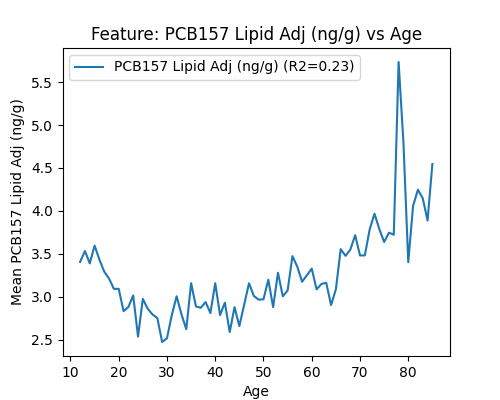 Feature: PCB157 Lipid Adj (ng/g) vs Age
PCB157 Lipid Adj (ng/g) (R2=0.23)
Mean PCB157 Lipid Adj (ng/g)
5.5
5.0
4.5
4.0
3.5
3.0
2.5
10 20 30 40 50 60 70 80
Age